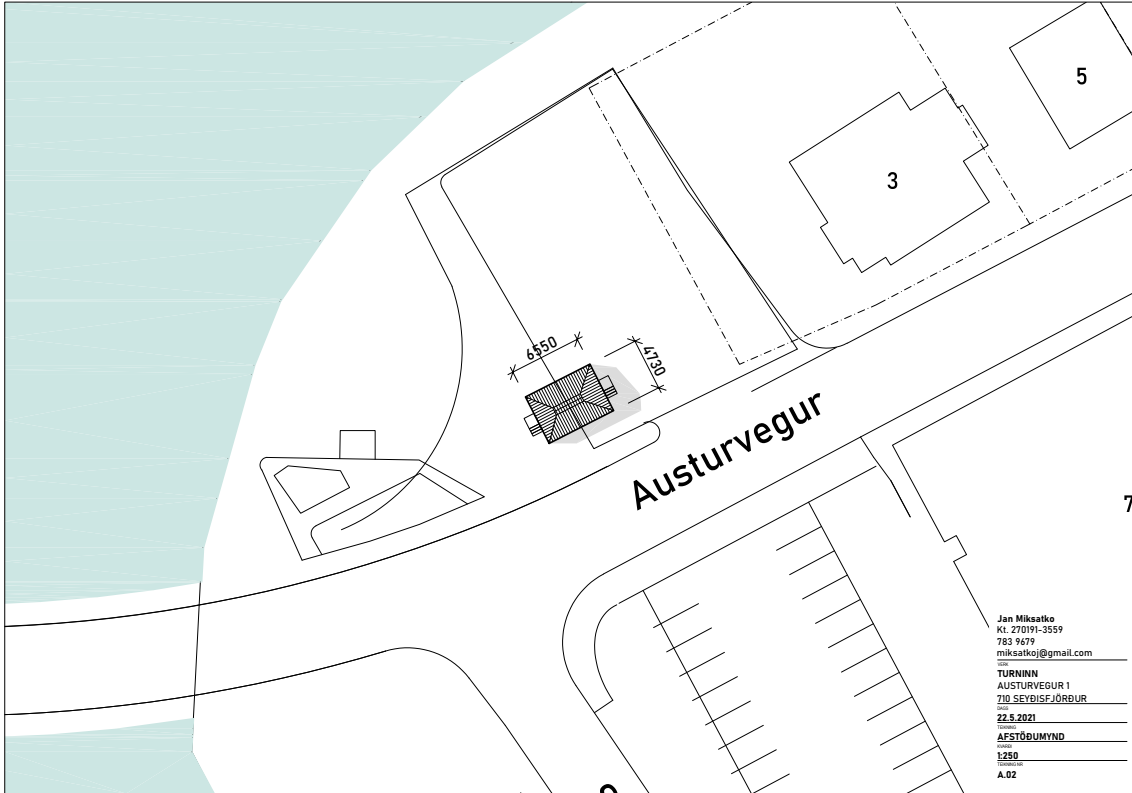 5
3
6550
4730
Austurvegur
7
Jan Miksatko
Kt. 270191-3559
783 9679
miksatkoj@gmail.com
VERK
TURNINN
AUSTURVEGUR 1
710 SEYÐISFJÖRÐUR
DAGS
22.5.2021
TEIKNING
AFSTÖÐUMYND
KVARÐI
1:250
TEIKNING NR
A.02